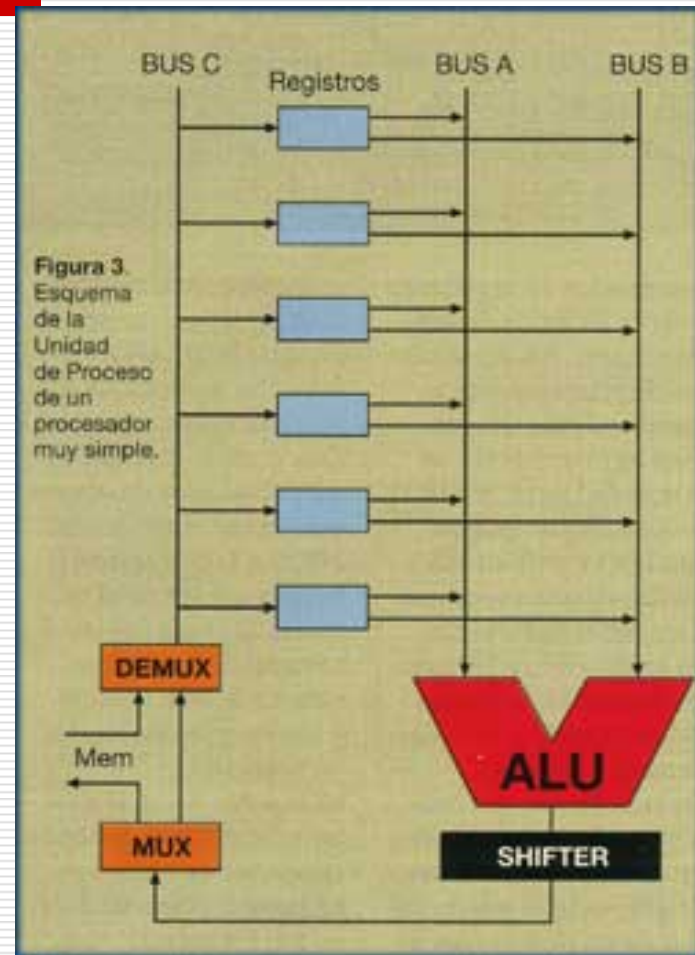 BUS C
Registros
BUS A
BUS B
Figura 3.
Esquema
de la
Unidad
de Proceso
de un
procesador
muy simple.
DEMUX
Mem
MUX
ALU
SHIFTER